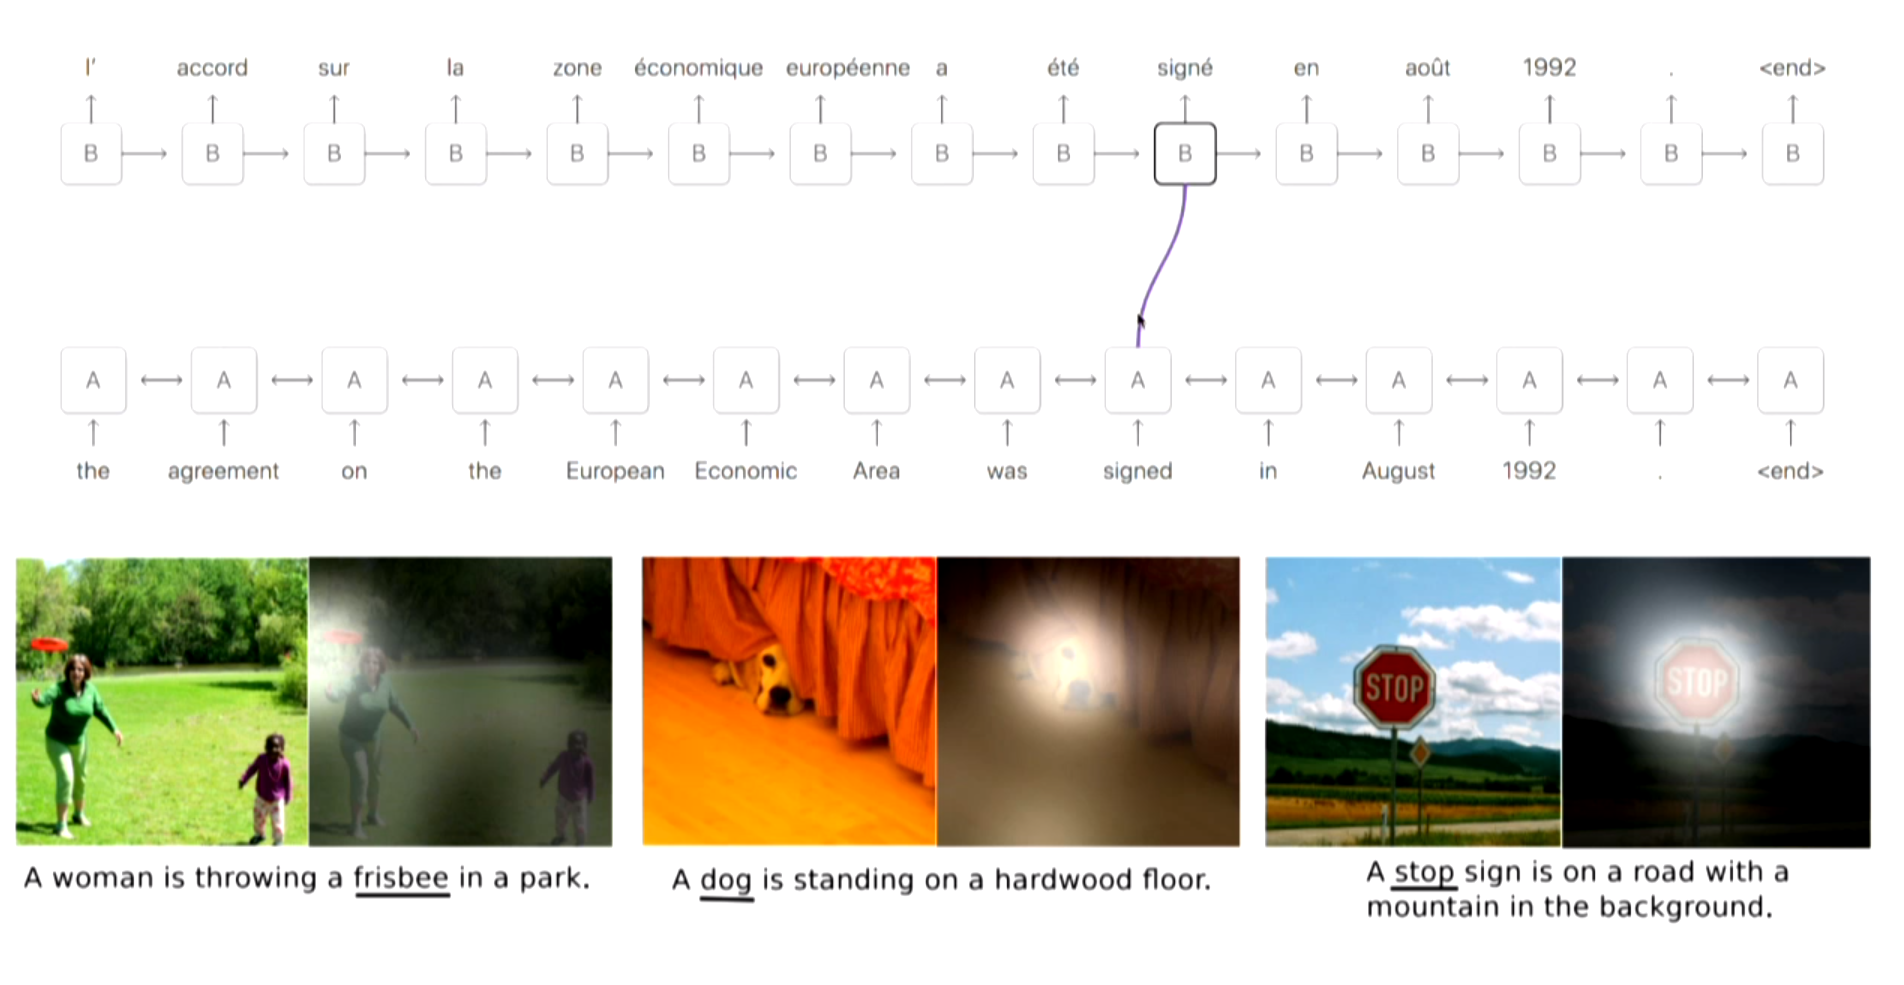 l' accord sur la zone économique européenne a été signé en août 1992 . <end>
B B B B B B B B B B B B B B B
A A A A A A A A A A A A A A
the agreement on the European Economic Area was signed in August 1992 . <end>
STOP STOP
A woman is throwing a frisbee in a park.
A dog is standing on a hardwood floor.
A stop sign is on a road with a
mountain in the background.